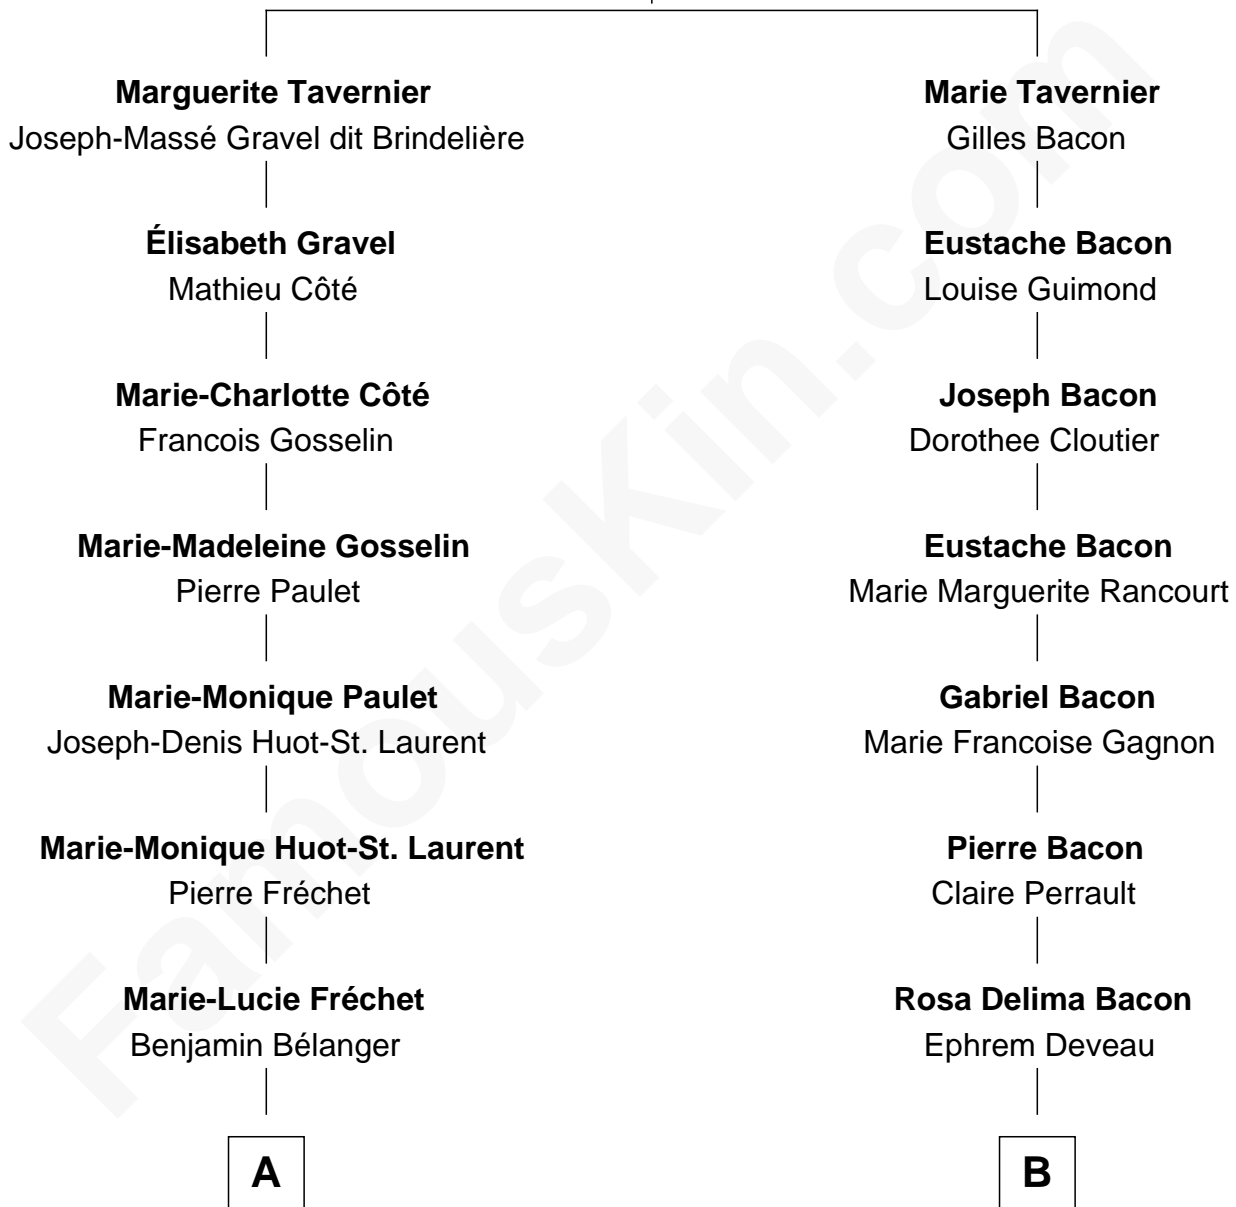 Marguerite Tavernier
Joseph-Massé Gravel dit Brindelière
Élisabeth Gravel
Mathieu Côté
Marie-Charlotte Côté
Francois Gosselin
Marie-Madeleine Gosselin
Pierre Paulet
Marie-Monique Paulet
Joseph-Denis Huot-St. Laurent
Marie-Monique Huot-St. Laurent
Pierre Fréchet
Marie-Lucie Fréchet
Benjamin Bélanger
A
Marie Tavernier
Gilles Bacon
Eustache Bacon
Louise Guimond
Joseph Bacon
Dorothee Cloutier
Eustache Bacon
Marie Marguerite Rancourt
Gabriel Bacon
Marie Francoise Gagnon
Pierre Bacon
Claire Perrault
Rosa Delima Bacon
Ephrem Deveau
B
FamousKin.com